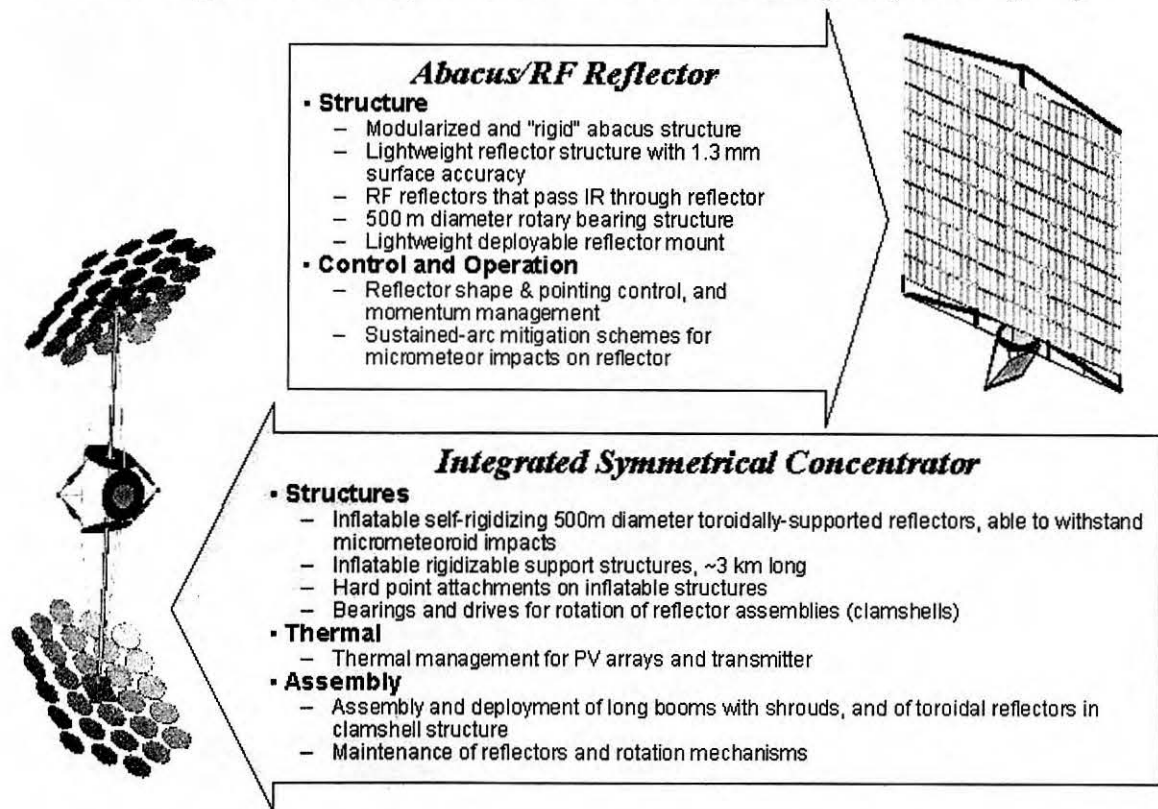 Abacus/RF Reflector
▪ Structure
– Modularized and "rigid" abacus structure
– Lightweight reflector structure with 1.3 mm
surface accuracy
– RF reflectors that pass IR through reflector
– 500 m diameter rotary bearing structure
– Lightweight deployable reflector mount
▪ Control and Operation
– Reflector shape & pointing control, and
momentum management
– Sustained-arc mitigation schemes for
micrometeor impacts on reflector
Integrated Symmetrical Concentrator
▪ Structures
– Inflatable self-rigidizing 500m diameter toroidally-supported reflectors, able to withstand
micrometeoroid impacts
– Inflatable rigidizable support structures, ~3 km long
– Hard point attachments on inflatable structures
– Bearings and drives for rotation of reflector assemblies (clamshells)
▪ Thermal
– Thermal management for PV arrays and transmitter
▪ Assembly
– Assembly and deployment of long booms with shrouds, and of toroidal reflectors in
clamshell structure
– Maintenance of reflectors and rotation mechanisms